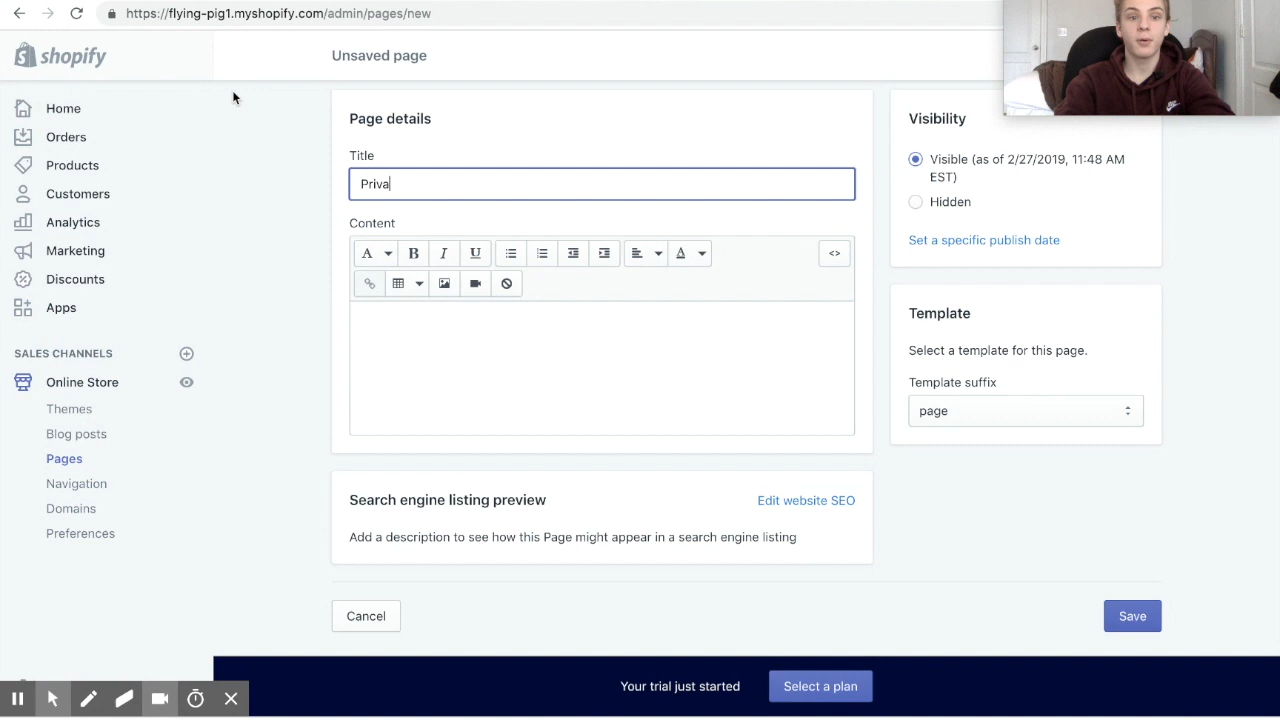 https://flying-pig1.myshopify.com/admin/pages/new
shopify
Unsaved page
Home
Orders
Products
Customers
Analytics
Marketing
Discounts
Apps
SALES CHANNELS
Online Store
Themes
Blog posts
Pages
Navigation
Domains
Preferences
Page details
Title
Priva
Content
A
B
I
U
A
<>
Search engine listing preview
Edit website SEO
Add a description to see how this Page might appear in a search engine listing
Visibility
Visible (as of 2/27/2019, 11:48 AM
EST)
Hidden
Set a specific publish date
Template
Select a template for this page.
Template suffix
page
Cancel
Save
Your trial just started
Select a plan